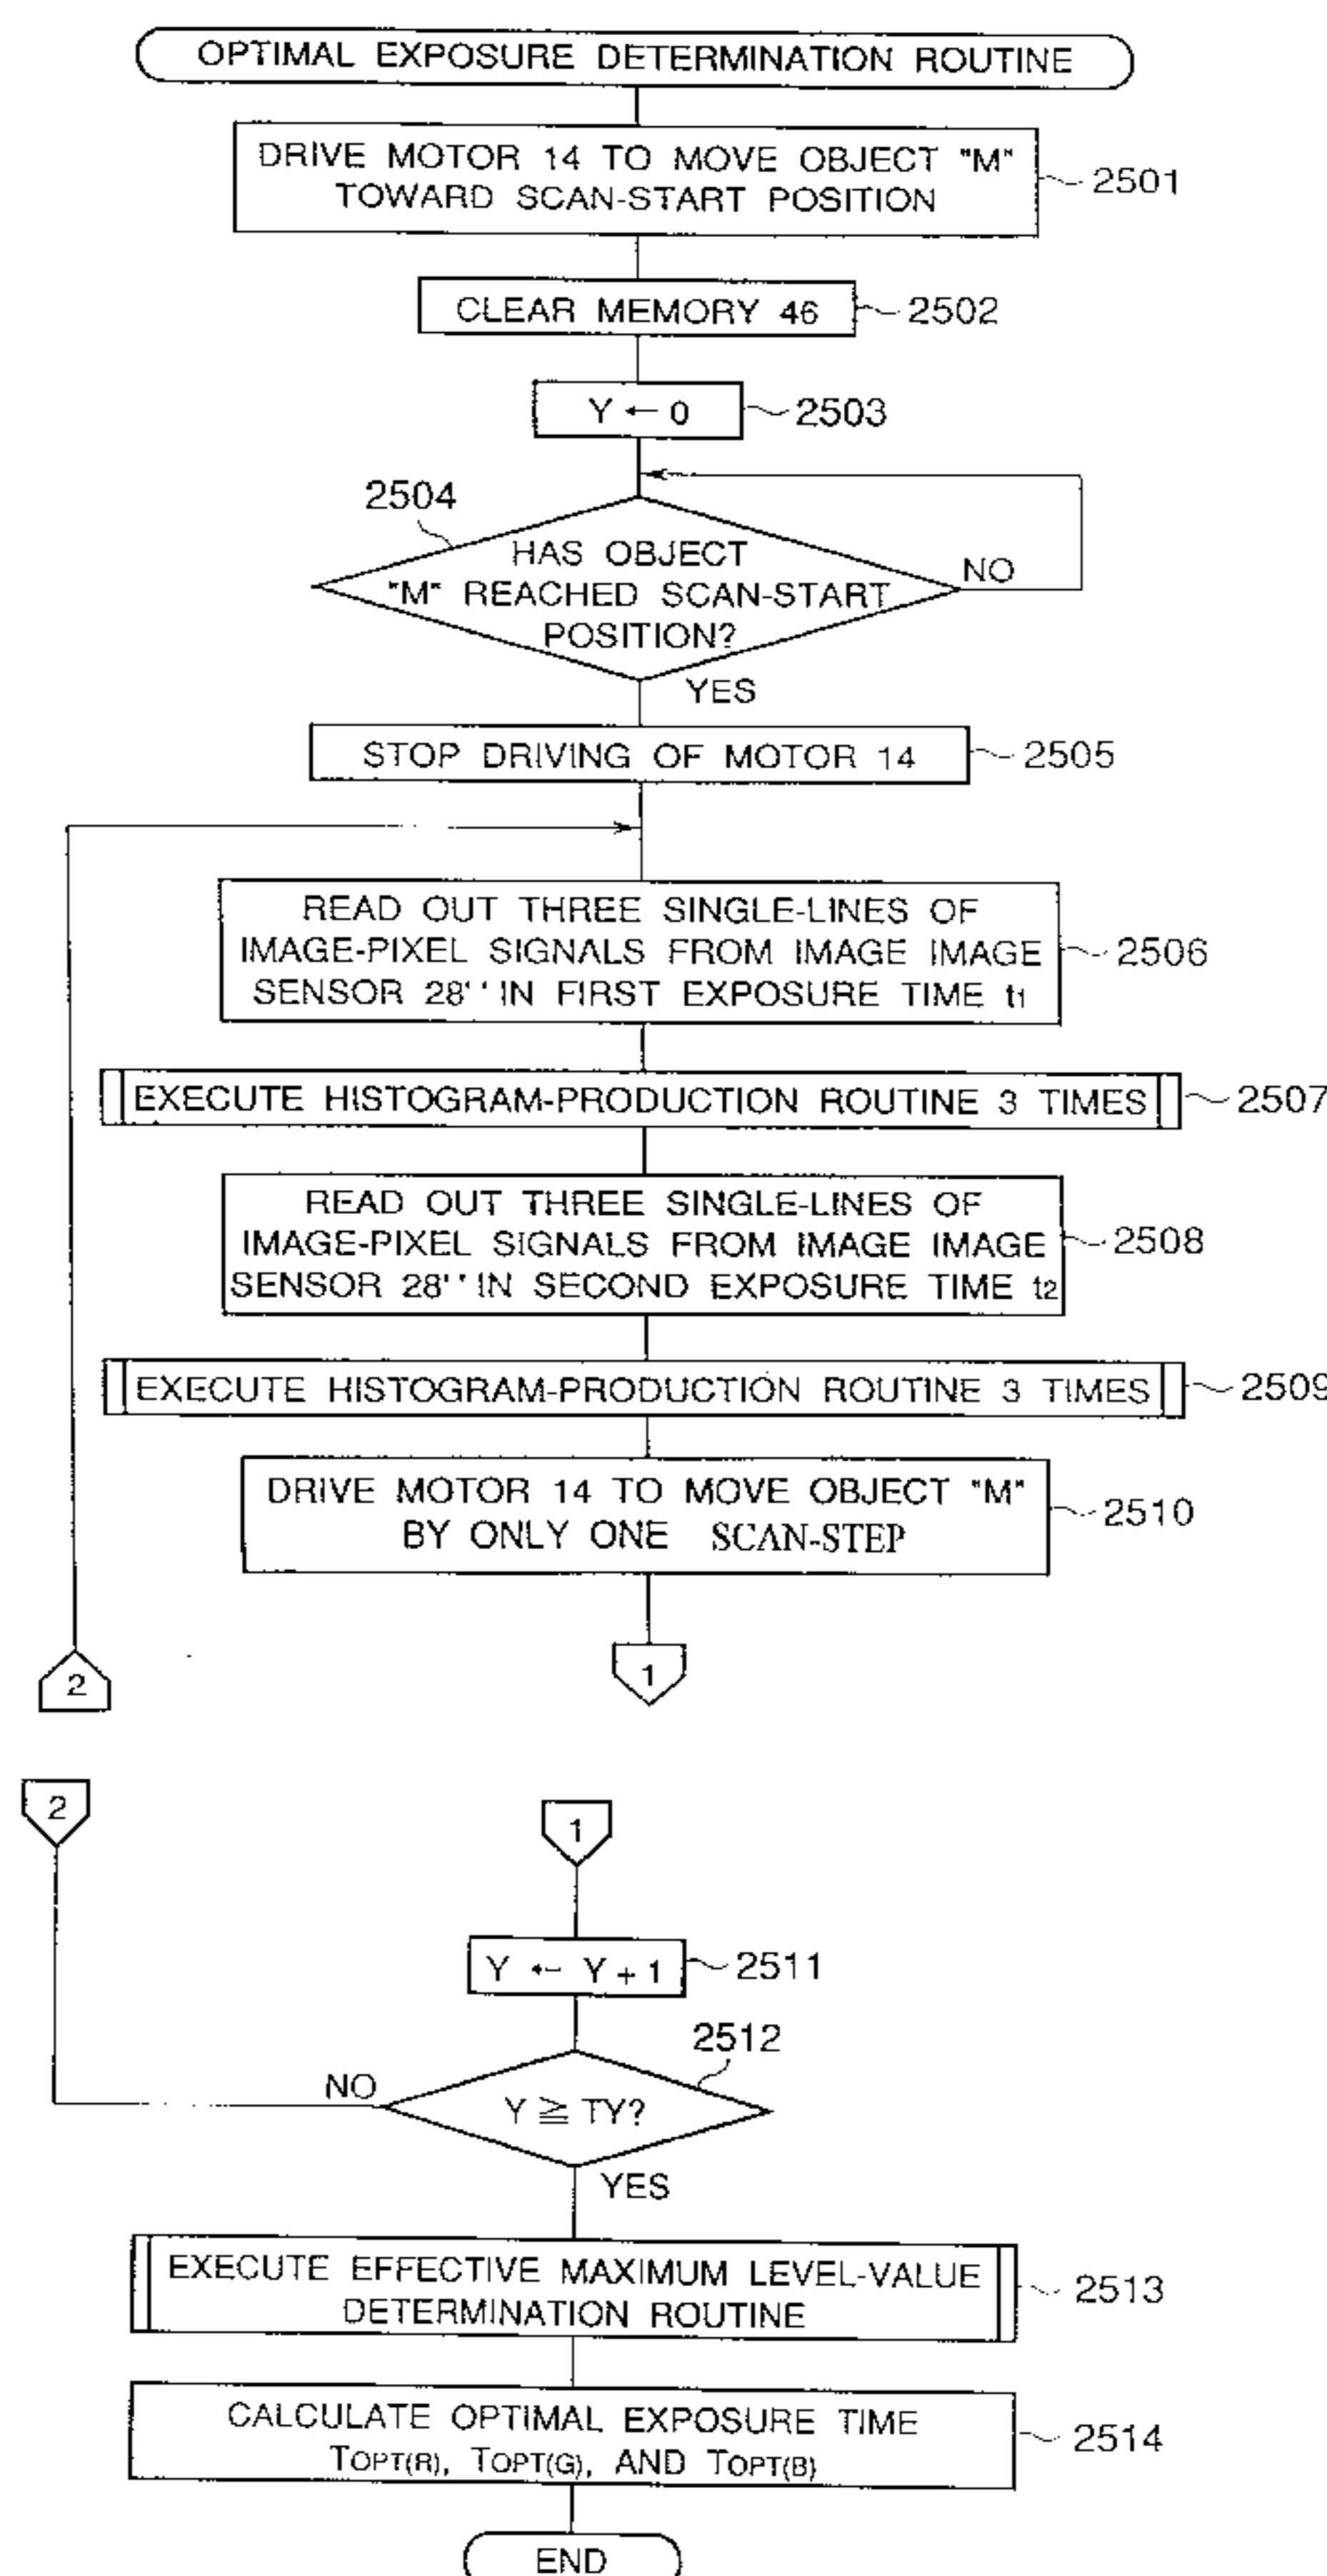 OPTIMAL EXPOSURE DETERMINATION ROUTINE
DRIVE MOTOR 14 TO MOVE OBJECT "M"
TOWARD SCAN-START POSITION
2501
CLEAR MEMORY 46
2502
Y ← 0
2503
2504
HAS OBJECT
"M" REACHED SCAN-START
POSITION?
NO
YES
STOP DRIVING OF MOTOR 14
2505
READ OUT THREE SINGLE-LINES OF
IMAGE-PIXEL SIGNALS FROM IMAGE IMAGE
SENSOR 28'' IN FIRST EXPOSURE TIME t1
2506
EXECUTE HISTOGRAM-PRODUCTION ROUTINE 3 TIMES
2507
READ OUT THREE SINGLE-LINES OF
IMAGE-PIXEL SIGNALS FROM IMAGE IMAGE
SENSOR 28'' IN SECOND EXPOSURE TIME t2
2508
EXECUTE HISTOGRAM-PRODUCTION ROUTINE 3 TIMES
2509
DRIVE MOTOR 14 TO MOVE OBJECT "M"
BY ONLY ONE SCAN-STEP
2510
2
1
2
1
Y ← Y + 1
2511
2512
NO
Y ≧ TY?
YES
EXECUTE EFFECTIVE MAXIMUM LEVEL-VALUE
DETERMINATION ROUTINE
2513
CALCULATE OPTIMAL EXPOSURE TIME
TOPT(R), TOPT(G), AND TOPT(B)
2514
END